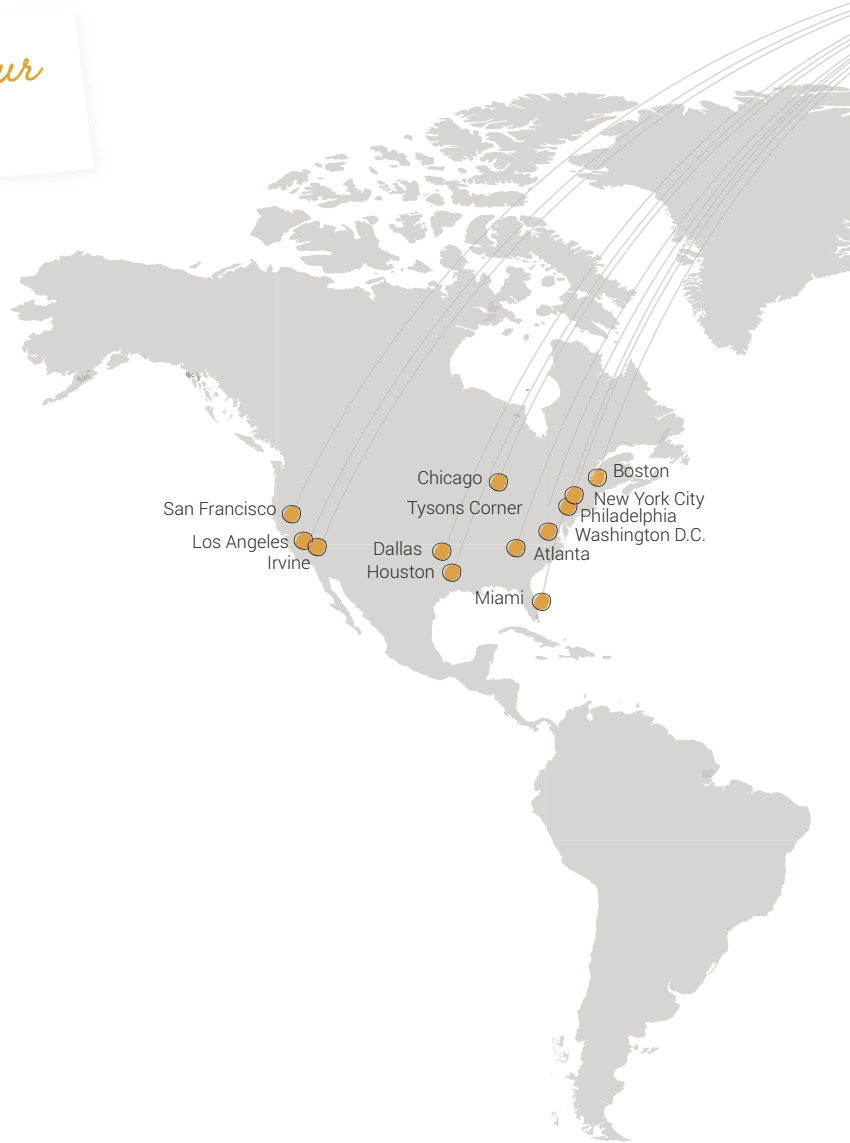 Chicago
Boston
Tysons Corner
New York City
San Francisco
Philadelphia
Los Angeles
Washington D.C.
Irvine
Dallas
Atlanta
Houston
Miami